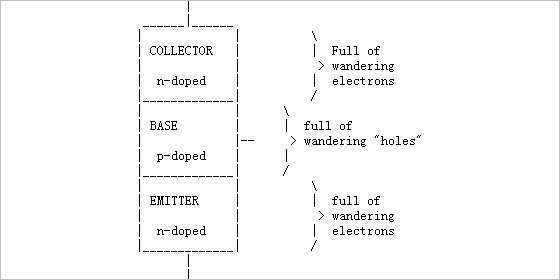 COLLECTOR Full of
wandering
n-doped electrons
BASE full of
wandering "holes"
p-doped
EMITTER full of
wandering
n-doped electrons